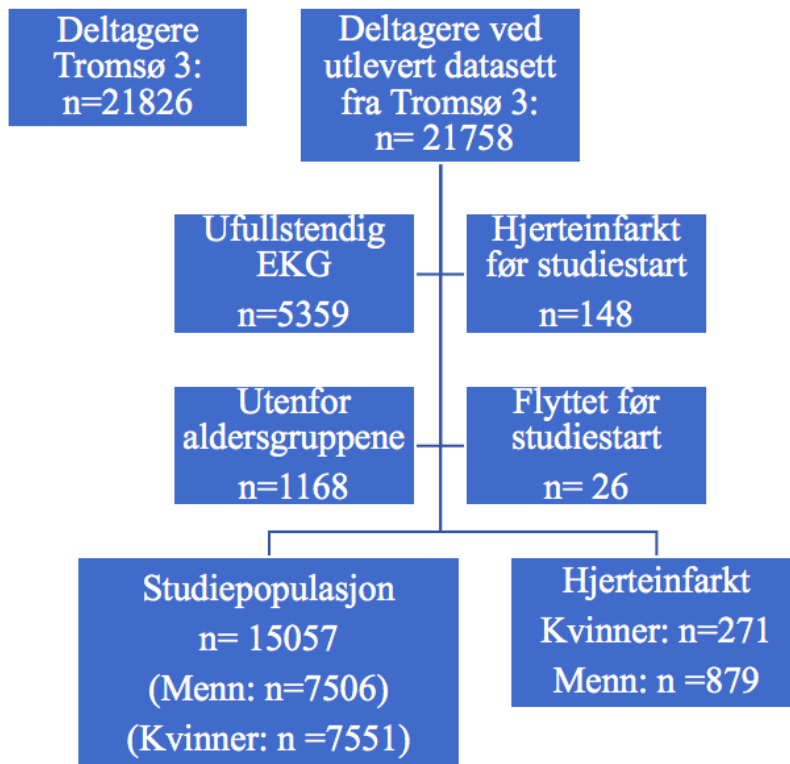 Deltagere
Tromsø 3:
n=21826
Deltagere ved
utlevert datasett
fra Tromsø 3:
n= 21758
Ufullstendig
EKG
n=5359
Hjerteinfarkt
før studiestart
n=148
Utenfor
aldersgruppene
n=1168
Flyttet før
studiestart
n= 26
Studiepopulasjon
n= 15057
(Menn: n=7506)
(Kvinner: n =7551)
Hjerteinfarkt
Kvinner: n=271
Menn: n =879